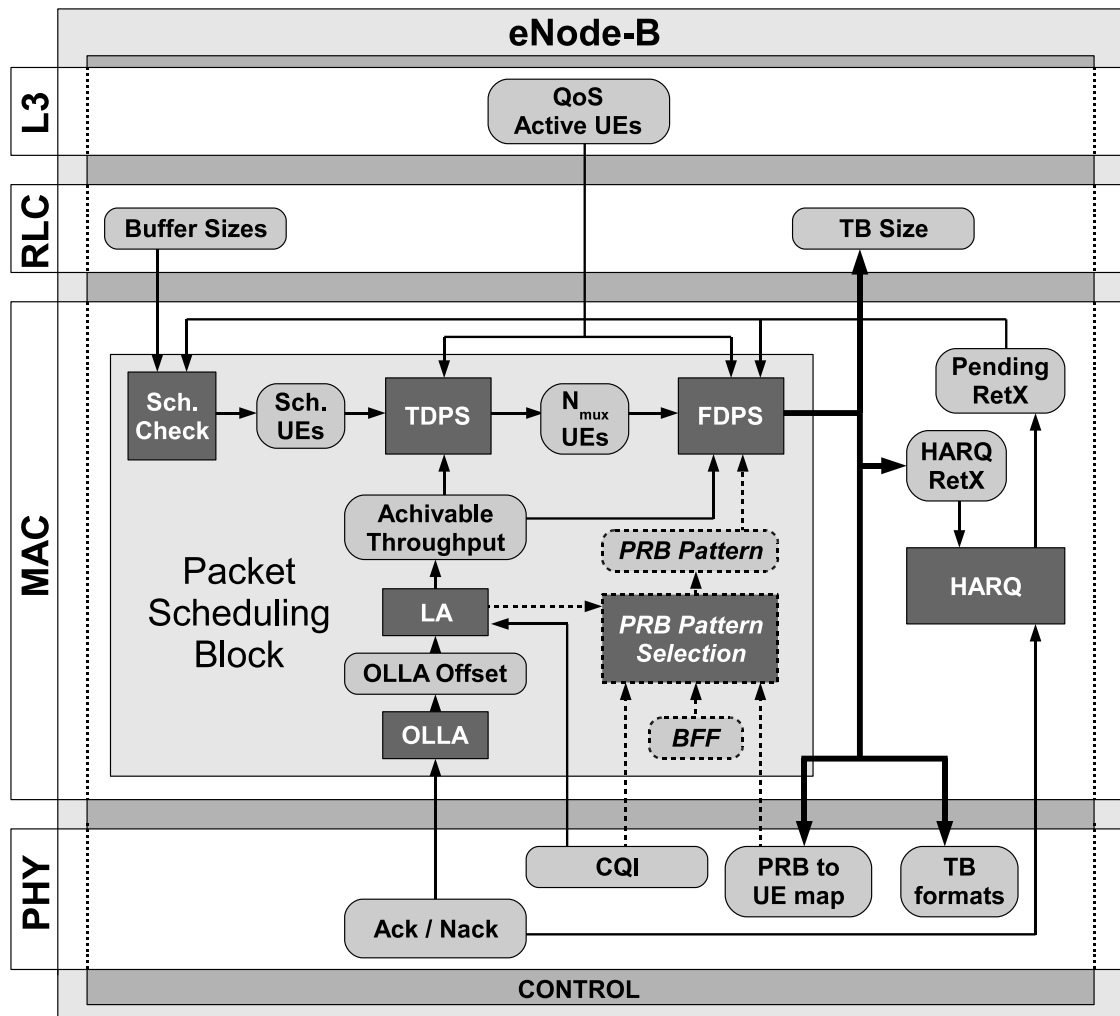 eNode-B
L3
QoS
Active UEs
RLC
Buffer Sizes
TB Size
MAC
Sch.
Check
Sch.
UEs
TDPS
Nmux
UEs
FDPS
Pending
RetX
HARQ
RetX
Achivable
Throughput
PRB Pattern
HARQ
Packet
Scheduling
Block
LA
PRB Pattern
Selection
OLLA Offset
OLLA
BFF
PHY
CQI
PRB to
UE map
TB
formats
Ack / Nack
CONTROL